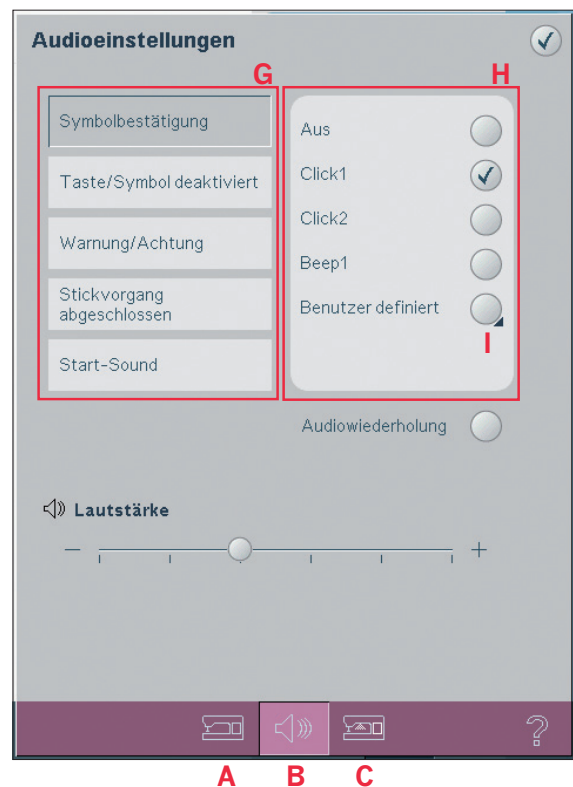 Audioeinstellungen
G
H
Symbolbestätigung
Taste/Symbol deaktiviert
Warnung/Achtung
Stickvorgang
abgeschlossen
Start-Sound
Aus
Click1
Click2
Beep1
Benutzer definiert
I
Audiowiederholung
Lautstärke
− +
?
A B C